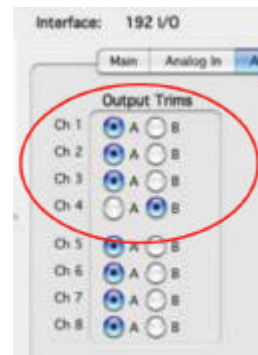 Interface: 192 I/O
Main Analog In
Output Trims
Ch 1 A B
Ch 2 A B
Ch 3 A B
Ch 4 A B
Ch 5 A B
Ch 6 A B
Ch 7 A B
Ch 8 A B